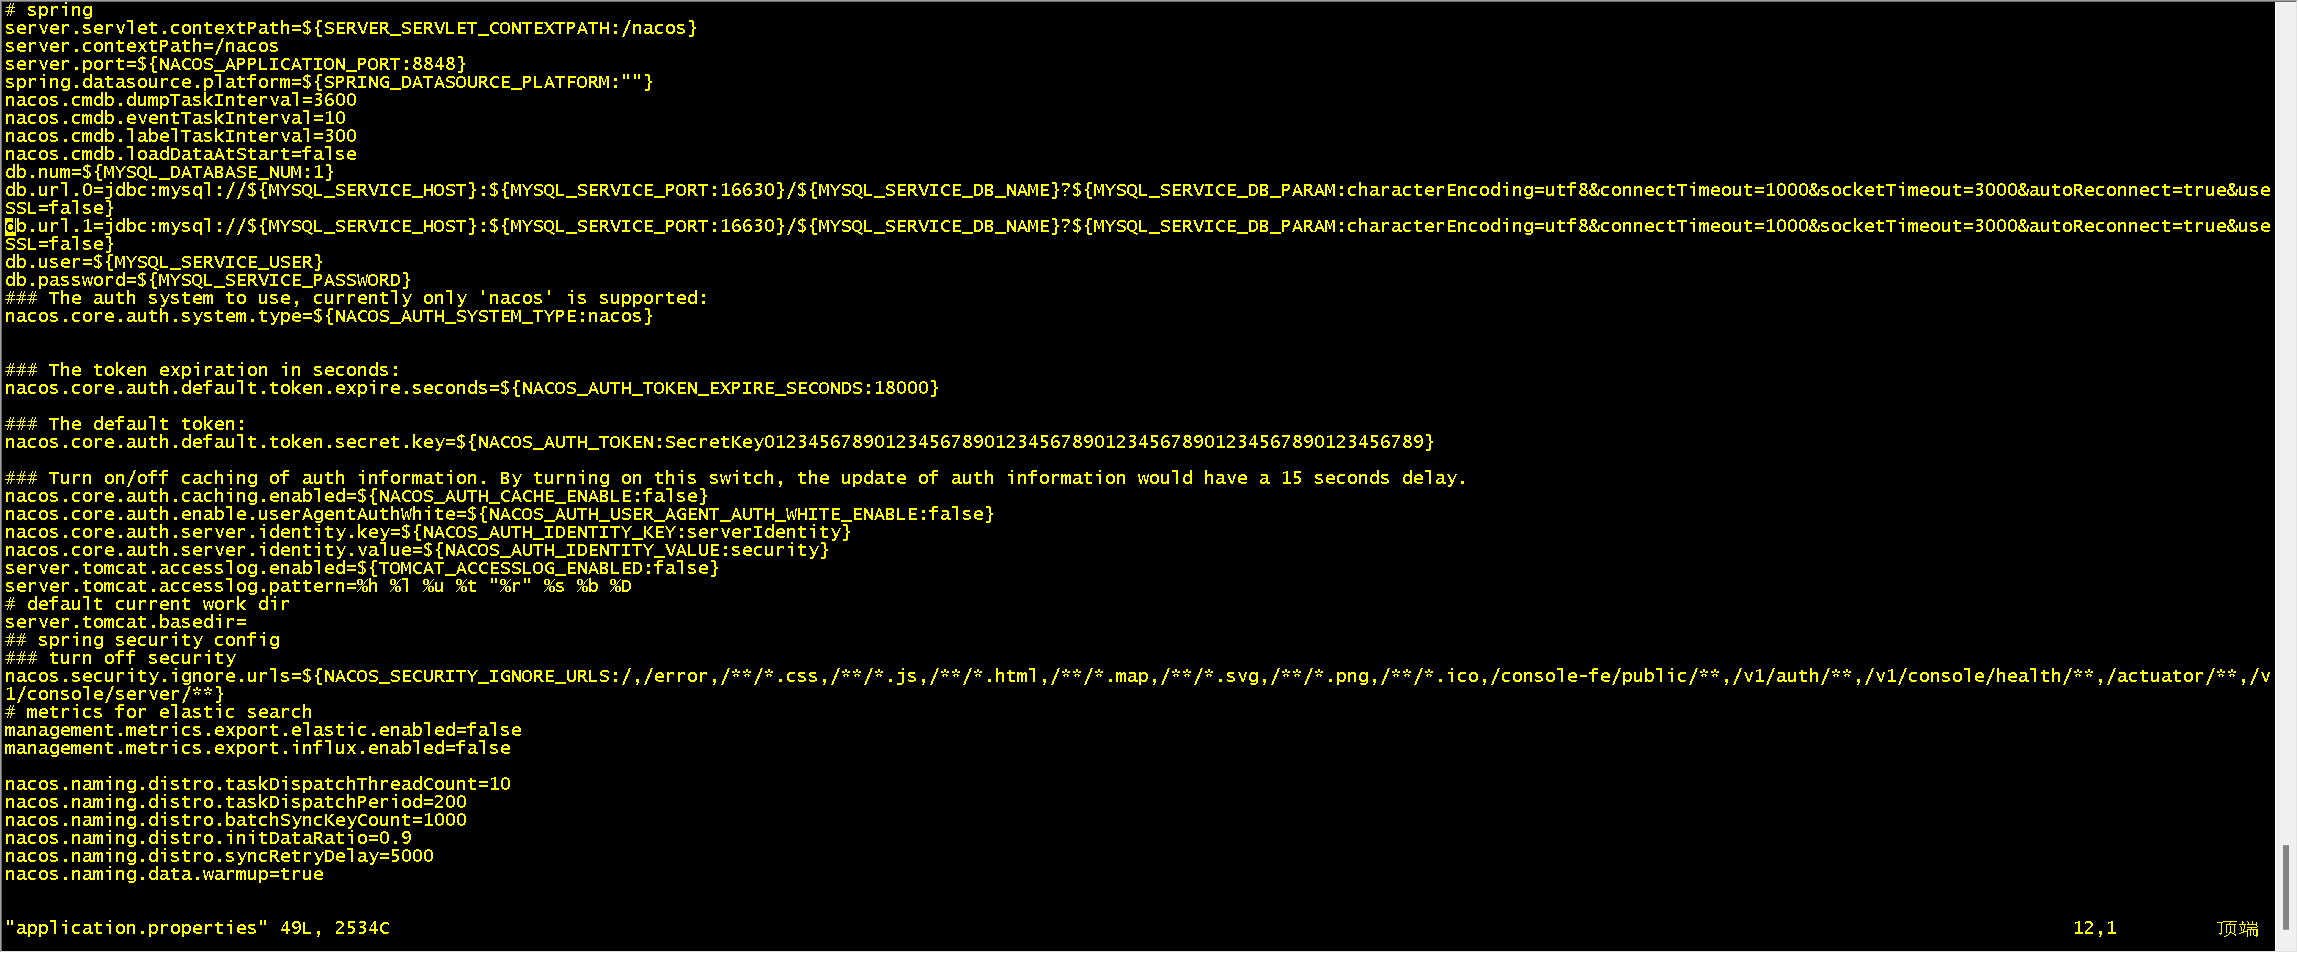 # spring
server.servlet.contextPath=${SERVER_SERVLET_CONTEXTPATH:/nacos}
server.contextPath=/nacos
server.port=${NACOS_APPLICATION_PORT:8848}
spring.datasource.platform=${SPRING_DATASOURCE_PLATFORM:""}
nacos.cmdb.dumpTaskInterval=3600
nacos.cmdb.eventTaskInterval=10
nacos.cmdb.labelTaskInterval=300
nacos.cmdb.loadDataAtStart=false
db.num=${MYSQL_DATABASE_NUM:1}
db.url.0=jdbc:mysql://${MYSQL_SERVICE_HOST}:${MYSQL_SERVICE_PORT:16630}/${MYSQL_SERVICE_DB_NAME}?${MYSQL_SERVICE_DB_PARAM:characterEncoding=utf8&connectTimeout=1000&socketTimeout=3000&autoReconnect=true&use
SSL=false}
db.url.1=jdbc:mysql://${MYSQL_SERVICE_HOST}:${MYSQL_SERVICE_PORT:16630}/${MYSQL_SERVICE_DB_NAME}?${MYSQL_SERVICE_DB_PARAM:characterEncoding=utf8&connectTimeout=1000&socketTimeout=3000&autoReconnect=true&use
SSL=false}
db.user=${MYSQL_SERVICE_USER}
db.password=${MYSQL_SERVICE_PASSWORD}
### The auth system to use, currently only 'nacos' is supported:
nacos.core.auth.system.type=${NACOS_AUTH_SYSTEM_TYPE:nacos}
### The token expiration in seconds:
nacos.core.auth.default.token.expire.seconds=${NACOS_AUTH_TOKEN_EXPIRE_SECONDS:18000}
### The default token:
nacos.core.auth.default.token.secret.key=${NACOS_AUTH_TOKEN:SecretKey012345678901234567890123456789012345678901234567890123456789}
### Turn on/off caching of auth information. By turning on this switch, the update of auth information would have a 15 seconds delay.
nacos.core.auth.caching.enabled=${NACOS_AUTH_CACHE_ENABLE:false}
nacos.core.auth.enable.userAgentAuthWhite=${NACOS_AUTH_USER_AGENT_AUTH_WHITE_ENABLE:false}
nacos.core.auth.server.identity.key=${NACOS_AUTH_IDENTITY_KEY:serverIdentity}
nacos.core.auth.server.identity.value=${NACOS_AUTH_IDENTITY_VALUE:security}
server.tomcat.accesslog.enabled=${TOMCAT_ACCESSLOG_ENABLED:false}
server.tomcat.accesslog.pattern=%h %l %u %t "%r" %s %b %D
# default current work dir
server.tomcat.basedir=
## spring security config
### turn off security
nacos.security.ignore.urls=${NACOS_SECURITY_IGNORE_URLS:/,/error,/**/*.css,/**/*.js,/**/*.html,/**/*.map,/**/*.svg,/**/*.png,/**/*.ico,/console-fe/public/**,/v1/auth/**,/v1/console/health/**,/actuator/**,/v
1/console/server/**}
# metrics for elastic search
management.metrics.export.elastic.enabled=false
management.metrics.export.influx.enabled=false
nacos.naming.distro.taskDispatchThreadCount=10
nacos.naming.distro.taskDispatchPeriod=200
nacos.naming.distro.batchSyncKeyCount=1000
nacos.naming.distro.initDataRatio=0.9
nacos.naming.distro.syncRetryDelay=5000
nacos.naming.data.warmup=true
"application.properties" 49L, 2534C 12,1 顶端